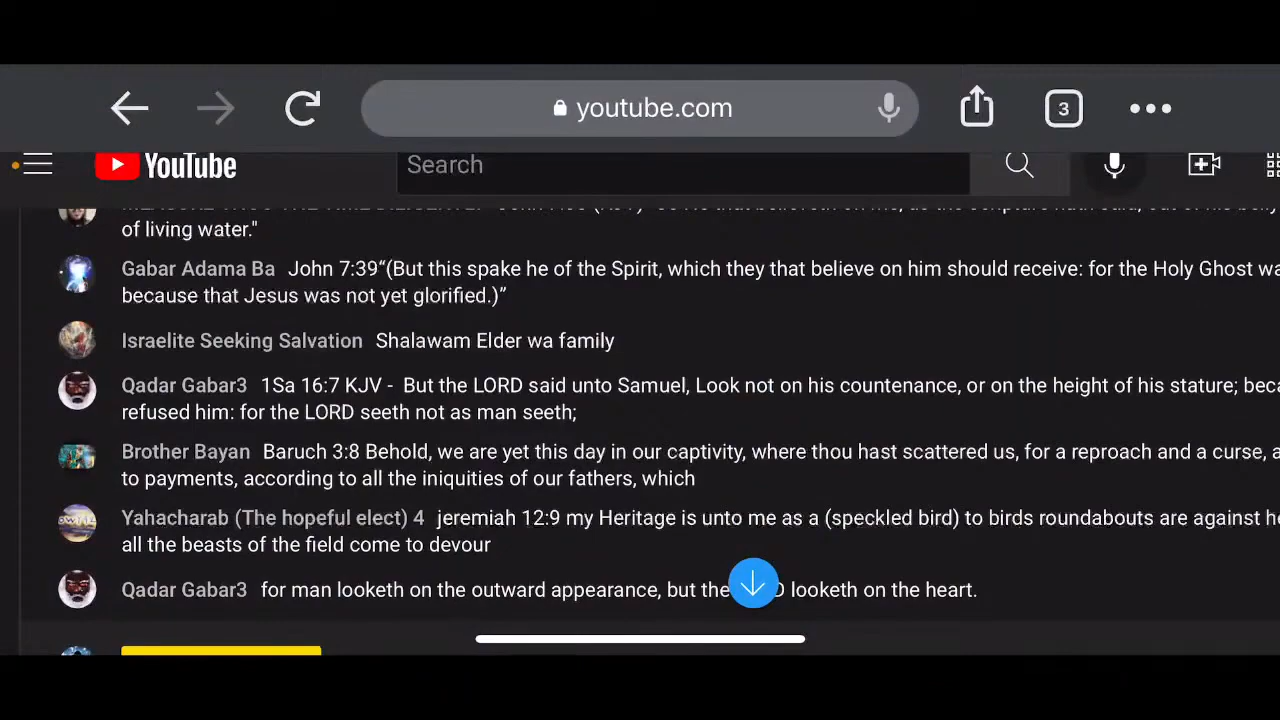 youtube.com
3
YouTube
Search
of living water."
Gabar Adama Ba John 7:39“(But this spake he of the Spirit, which they that believe on him should receive: for the Holy Ghost
because that Jesus was not yet glorified.)”
Israelite Seeking Salvation Shalawam Elder wa family
Qadar Gabar3 1Sa 16:7 KJV - But the LORD said unto Samuel, Look not on his countenance, or on the height of his stature;
refused him: for the LORD seeth not as man seeth;
Brother Bayan Baruch 3:8 Behold, we are yet this day in our captivity, where thou hast scattered us, for a reproach and a curse,
to payments, according to all the iniquities of our fathers, which
Yahacharab (The hopeful elect) 4 jeremiah 12:9 my Heritage is unto me as a (speckled bird) to birds roundabouts are against
all the beasts of the field come to devour
Qadar Gabar3 for man looketh on the outward appearance, but the looketh on the heart.